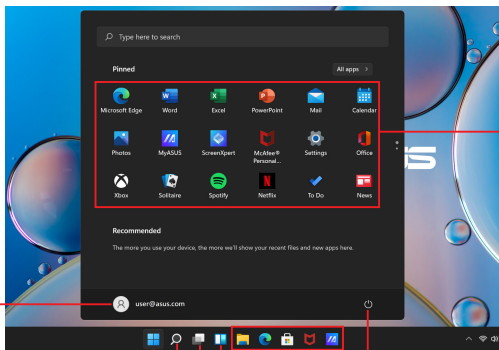 Type here to search
Pinned
All apps >
Microsoft Edge Word Excel PowerPoint Mail Calendar
Photos MyASUS ScreenXpert McAfee® Personal... Settings Office
Xbox Solitaire Spotify Netflix To Do News
Recommended
The more you use your device, the more we'll show your recent files and new apps here.
user@asus.com